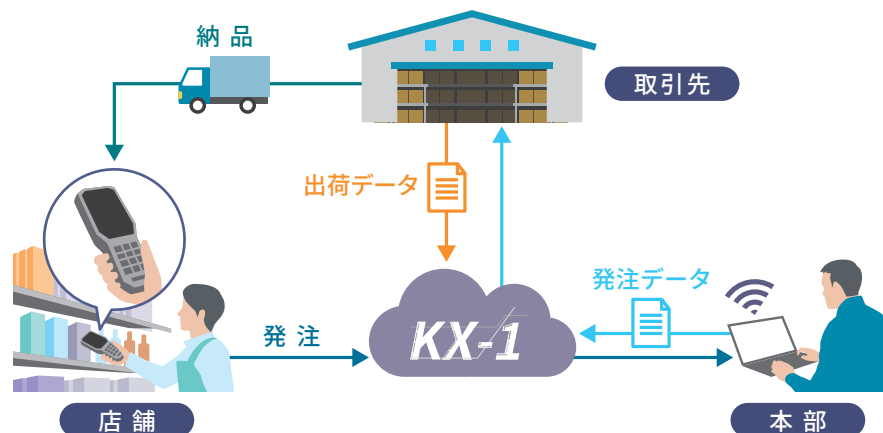 納品
取引先
出荷データ
発注データ
KX-1
発注
店舗
本部